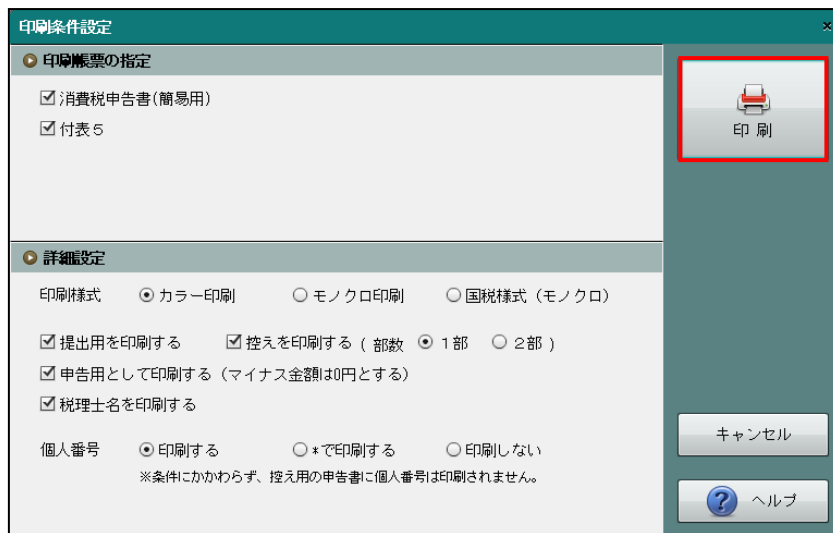 印刷条件設定
×
印刷帳票の指定
消費税申告書(簡易用)
付表5
印 刷
詳細設定
印刷様式 カラー印刷 モノクロ印刷 国税様式（モノクロ）
提出用を印刷する 控えを印刷する ( 部数 1部 2部 )
申告用として印刷する（マイナス金額は0円とする）
税理士名を印刷する
個人番号 印刷する *で印刷する 印刷しない
※条件にかかわらず、控え用の申告書に個人番号は印刷されません。
キャンセル
? ヘルプ